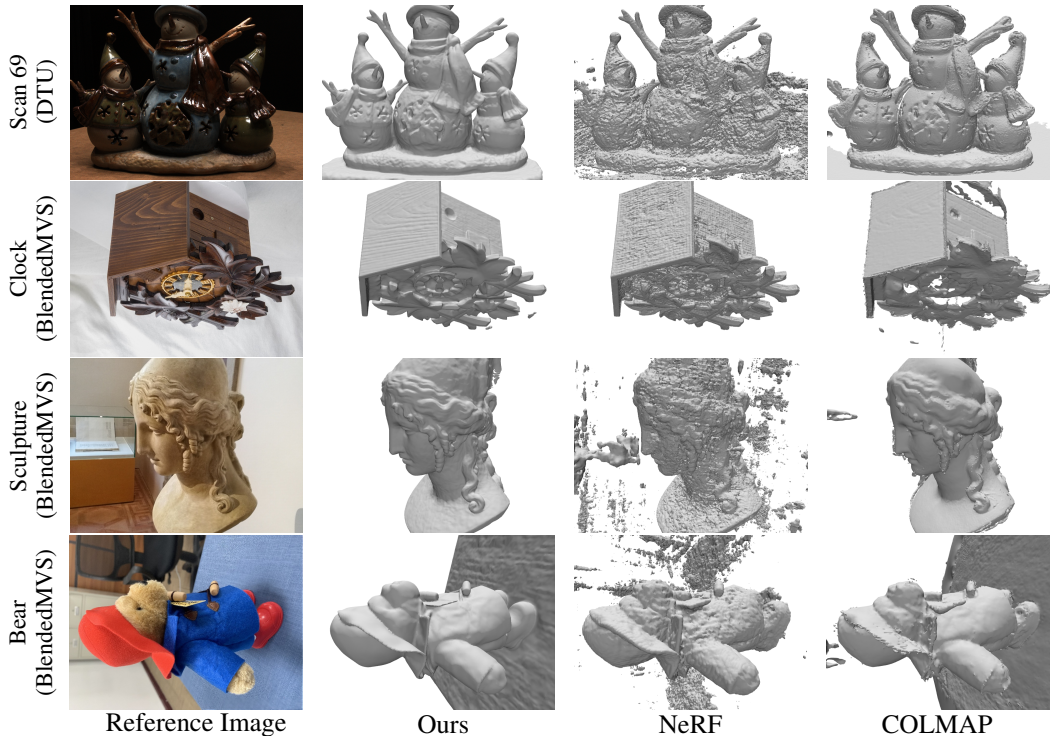 Scan 69
(DTU)
Clock
(BlendedMVS)
Sculpture
(BlendedMVS)
Bear
(BlendedMVS)
Reference Image
Ours
NeRF
COLMAP